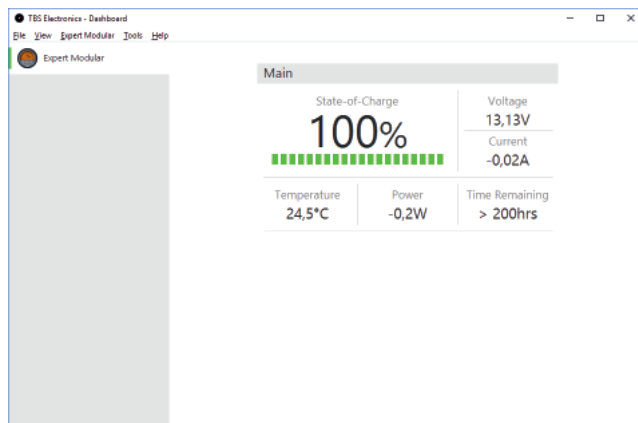 TBS Electronics - Dashboard
File View Expert Modular Tools Help
Expert Modular
Main
State-of-Charge
100%
Voltage
13,13V
Current
-0,02A
Temperature
24,5°C
Power
-0,2W
Time Remaining
> 200hrs